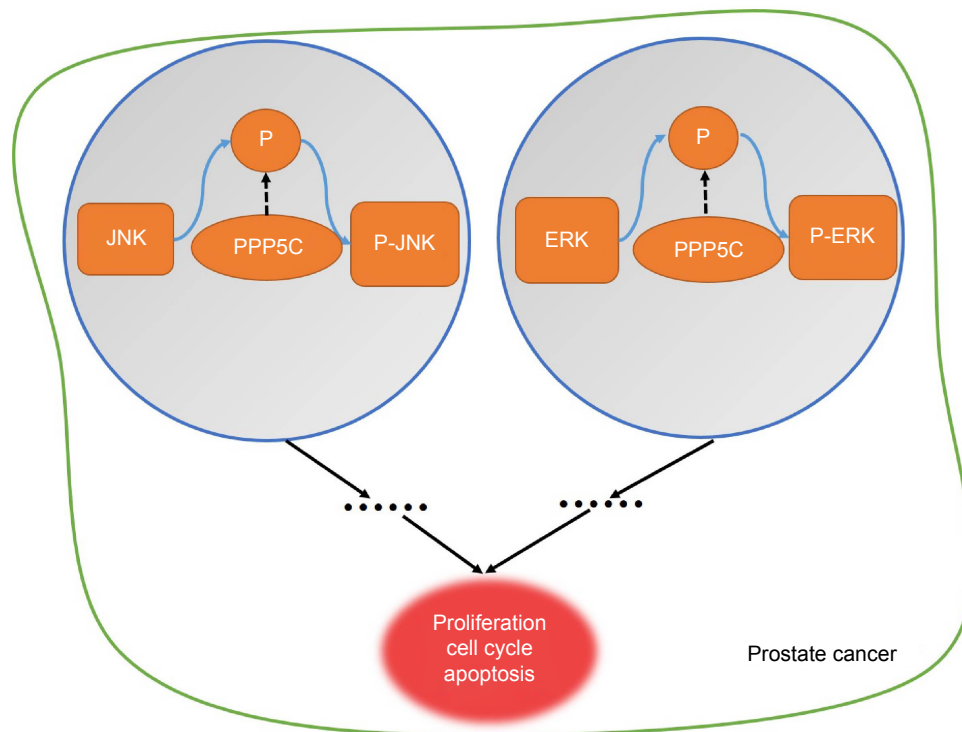 P
JNK
PPP5C
P-JNK
P
ERK
PPP5C
P-ERK
Proliferation
cell cycle
apoptosis
Prostate cancer